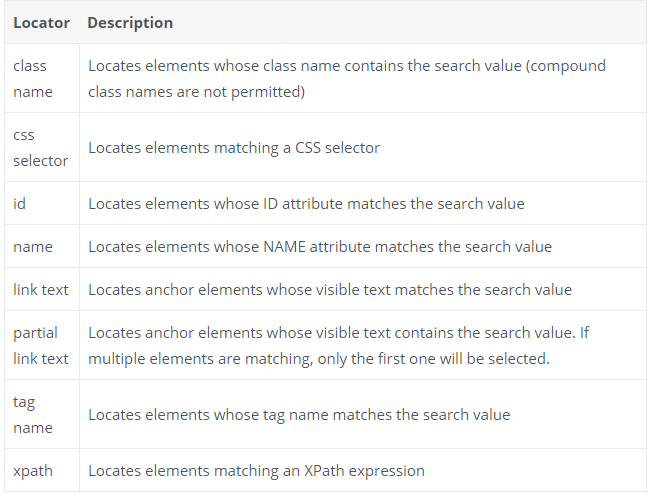 Locator Description
class name Locates elements whose class name contains the search value (compound class names are not permitted)
css selector Locates elements matching a CSS selector
id Locates elements whose ID attribute matches the search value
name Locates elements whose NAME attribute matches the search value
link text Locates anchor elements whose visible text matches the search value
partial link text Locates anchor elements whose visible text contains the search value. If multiple elements are matching, only the first one will be selected.
tag name Locates elements whose tag name matches the search value
xpath Locates elements matching an XPath expression